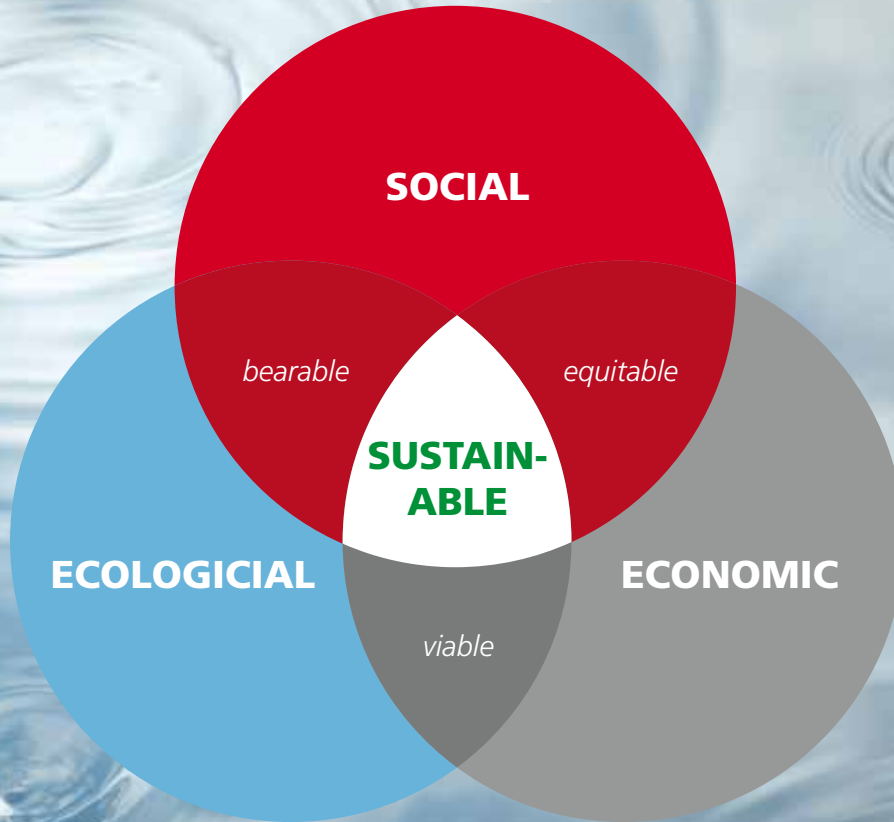 SOCIAL
bearable
equitable
SUSTAIN-
ABLE
ECOLOGICIAL
ECONOMIC
viable